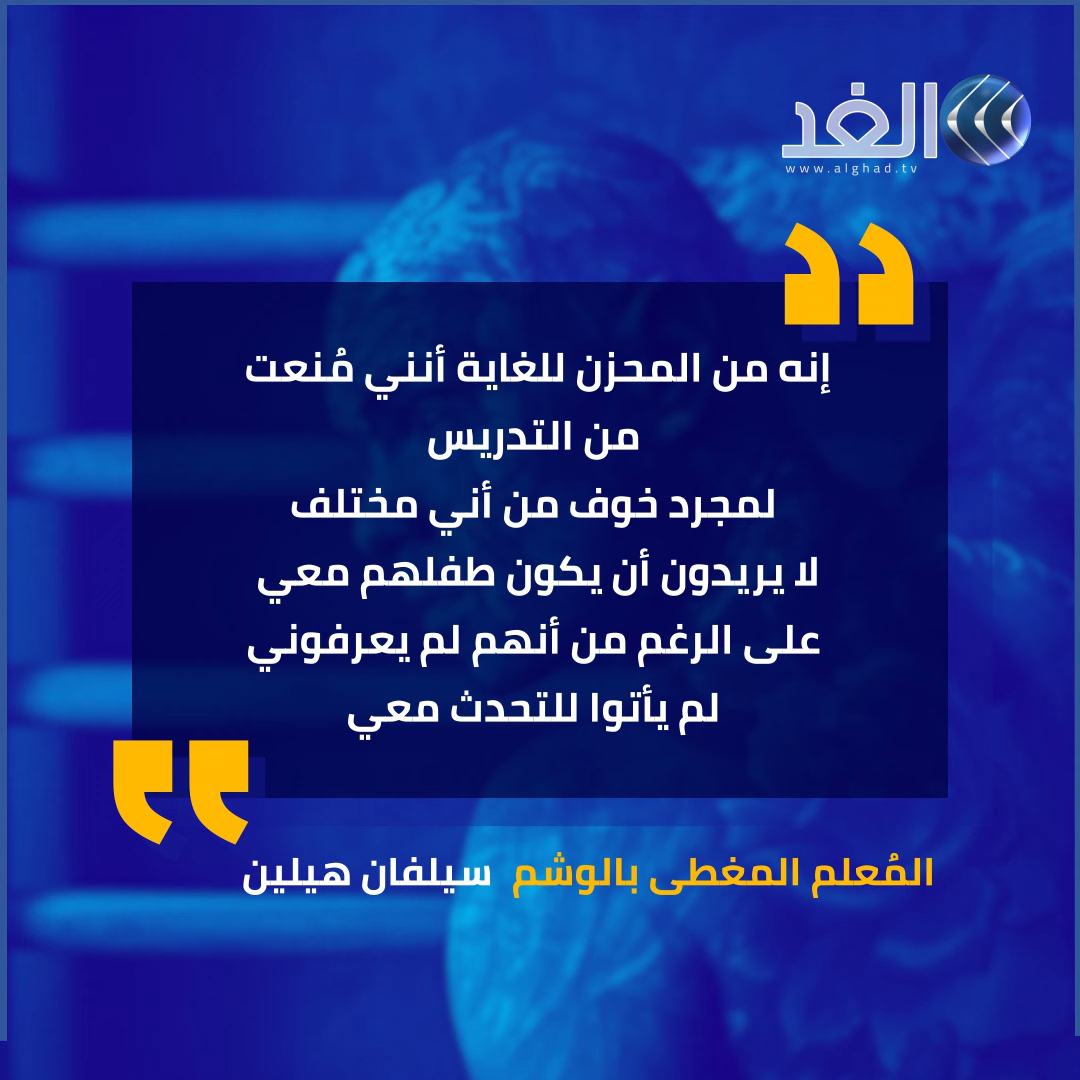 الغد
www.alghad.tv
إنه من المحزن للغاية أنني مُنعت
من التدريس
لمجرد خوف من أني مختلف
لا يريدون أن يكون طفلهم معي
على الرغم من أنهم لم يعرفوني
لم يأتوا للتحدث معي
المُعلم المغطى بالوشم سيلفان هيلين